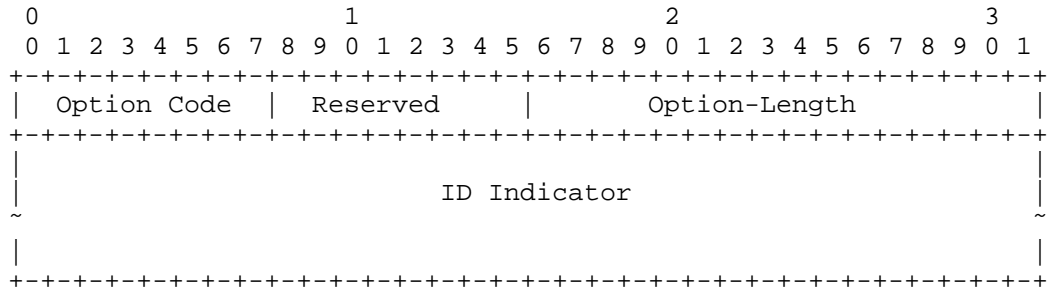 0                   1                   2                   3
 0 1 2 3 4 5 6 7 8 9 0 1 2 3 4 5 6 7 8 9 0 1 2 3 4 5 6 7 8 9 0 1
+-+-+-+-+-+-+-+-+-+-+-+-+-+-+-+-+-+-+-+-+-+-+-+-+-+-+-+-+-+-+-+-+
|  Option Code  |  Reserved     |       Option-Length           |
+-+-+-+-+-+-+-+-+-+-+-+-+-+-+-+-+-+-+-+-+-+-+-+-+-+-+-+-+-+-+-+-+
|                                                               |
|                          ID Indicator                         |
~                                                               ~
|                                                               |
+-+-+-+-+-+-+-+-+-+-+-+-+-+-+-+-+-+-+-+-+-+-+-+-+-+-+-+-+-+-+-+-+